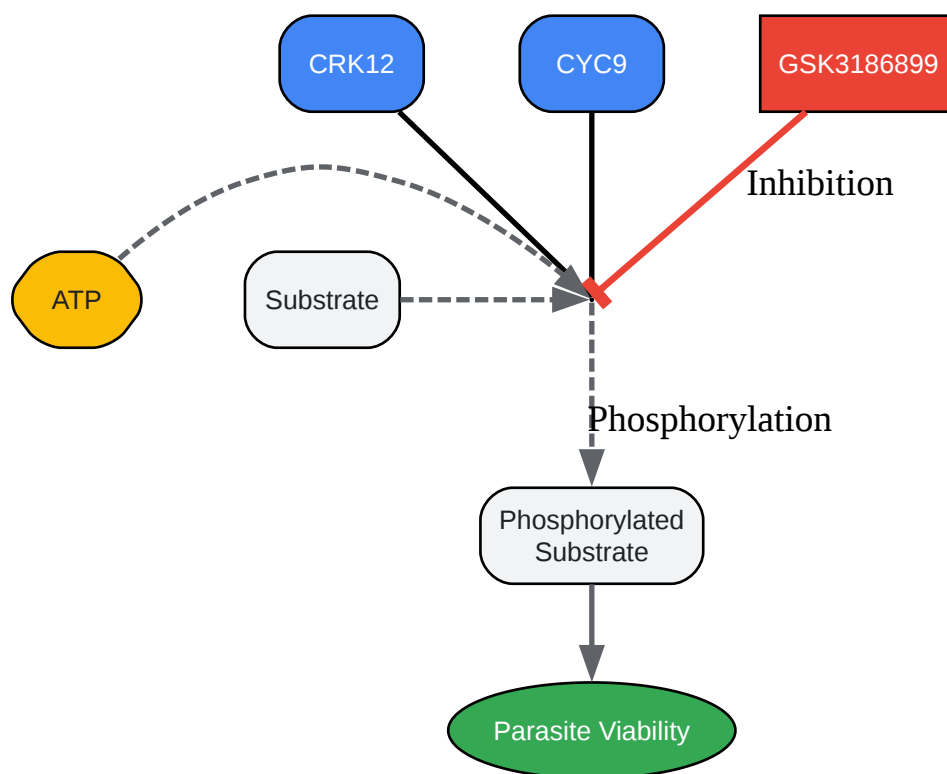 CRK12
CYC9
GSK3186899
Inhibition
ATP
Substrate
Phosphorylation
Phosphorylated
Substrate
Parasite Viability